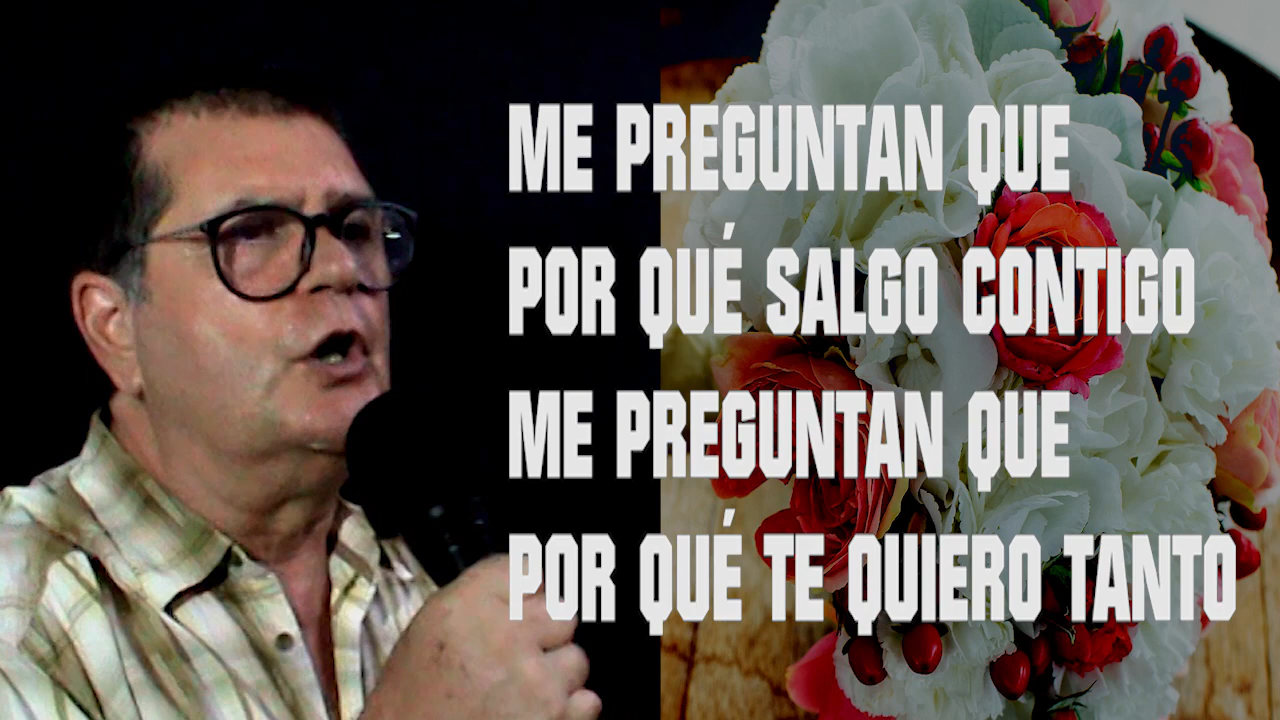 ME PREGUNTAN QUE
POR QUÉ SALGO CONTIGO
ME PREGUNTAN QUE
POR QUÉ TE QUIERO TANTO